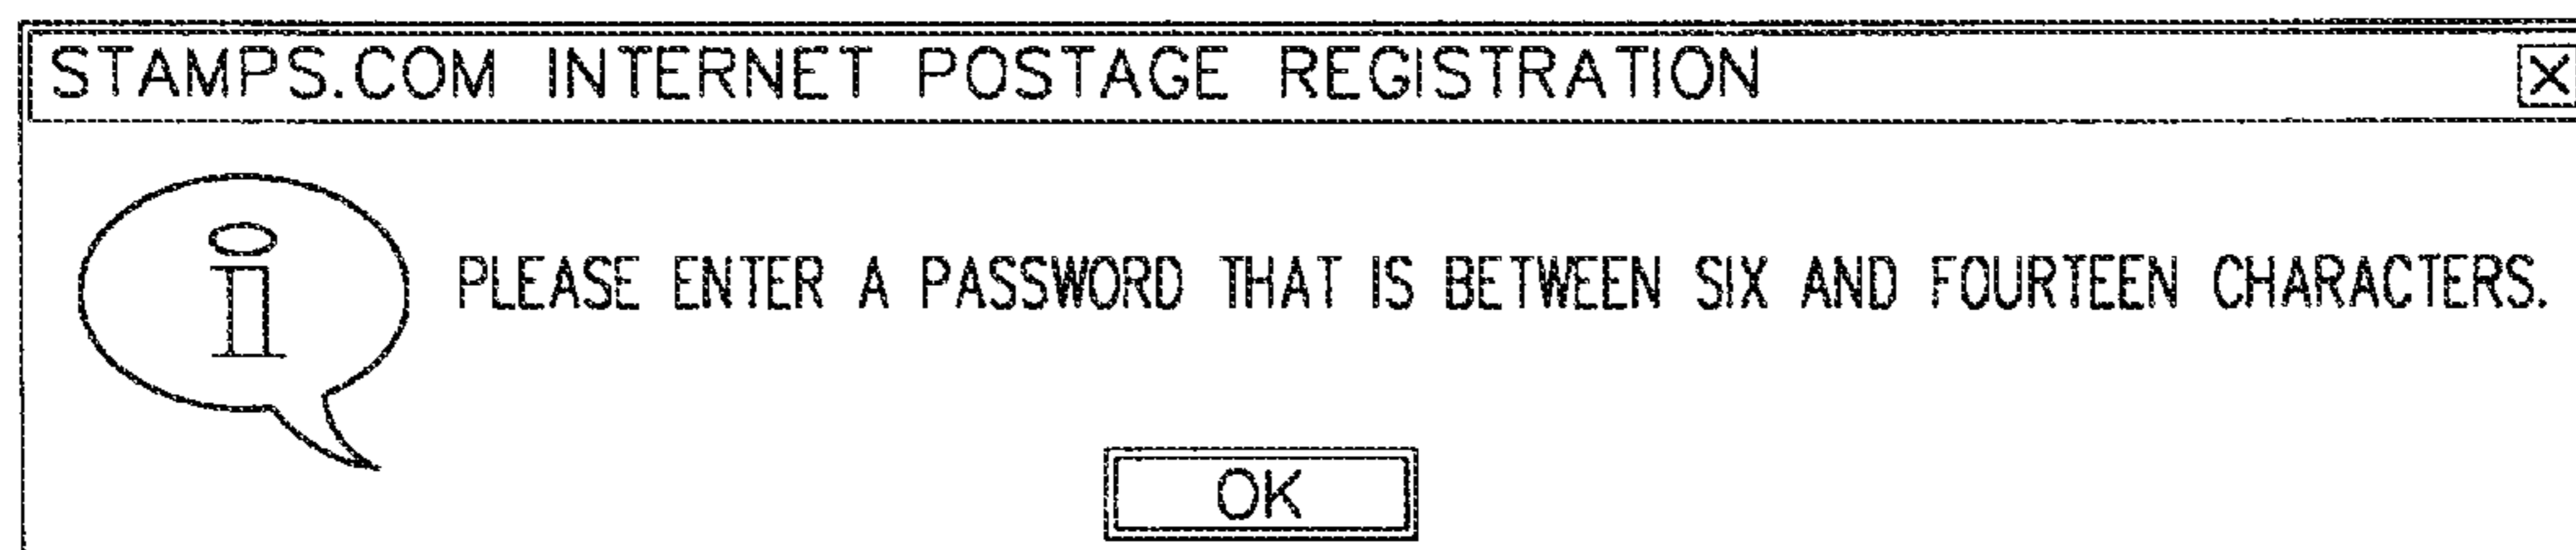 STAMPS.COM INTERNET POSTAGE REGISTRATION X
i PLEASE ENTER A PASSWORD THAT IS BETWEEN SIX AND FOURTEEN CHARACTERS.
OK